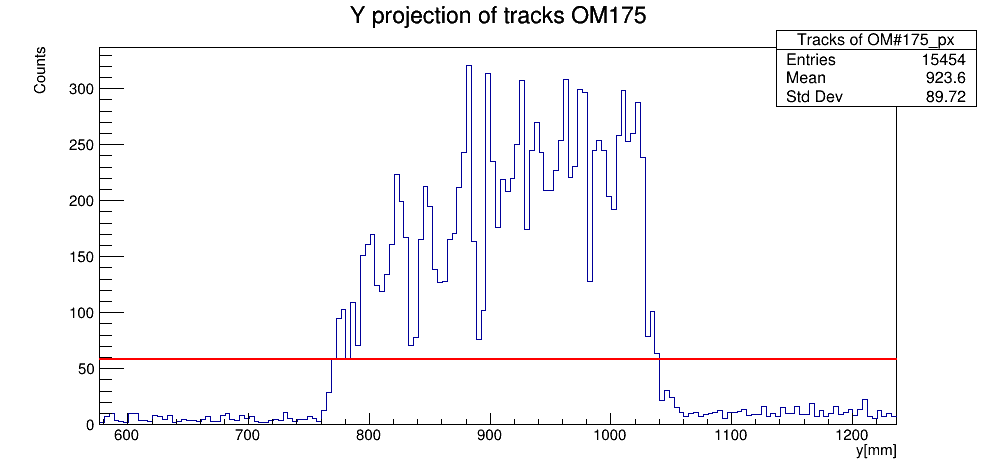 Y projection of tracks OM175
Tracks of OM#175_px
Entries 15454
Mean 923.6
Std Dev 89.72
Counts
300
250
200
150
100
50
0
600 700 800 900 1000 1100 1200
y[mm]